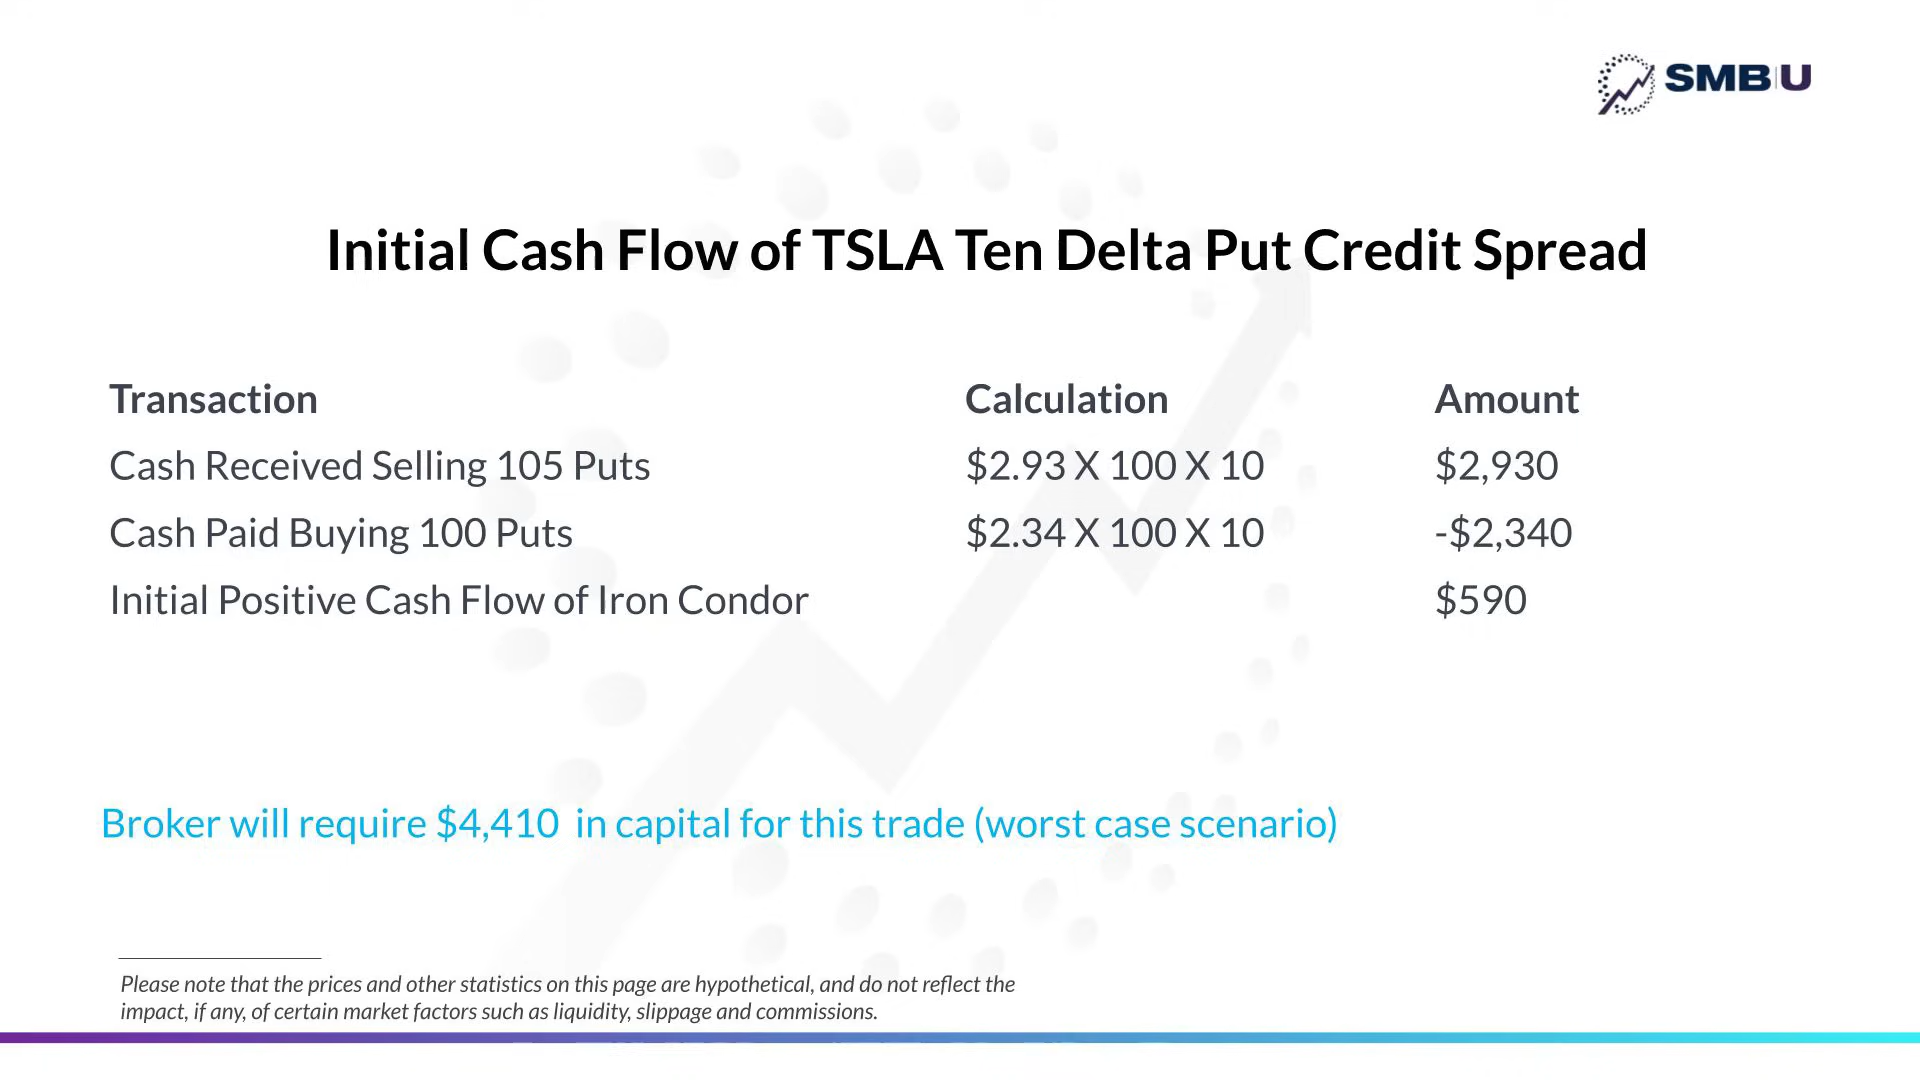 SMB U
Initial Cash Flow of TSLA Ten Delta Put Credit Spread
Transaction Calculation Amount
Cash Received Selling 105 Puts $2.93 X 100 X 10 $2,930
Cash Paid Buying 100 Puts $2.34 X 100 X 10 -$2,340
Initial Positive Cash Flow of Iron Condor $590
Broker will require $4,410 in capital for this trade (worst case scenario)
Please note that the prices and other statistics on this page are hypothetical, and do not reflect the
impact, if any, of certain market factors such as liquidity, slippage and commissions.